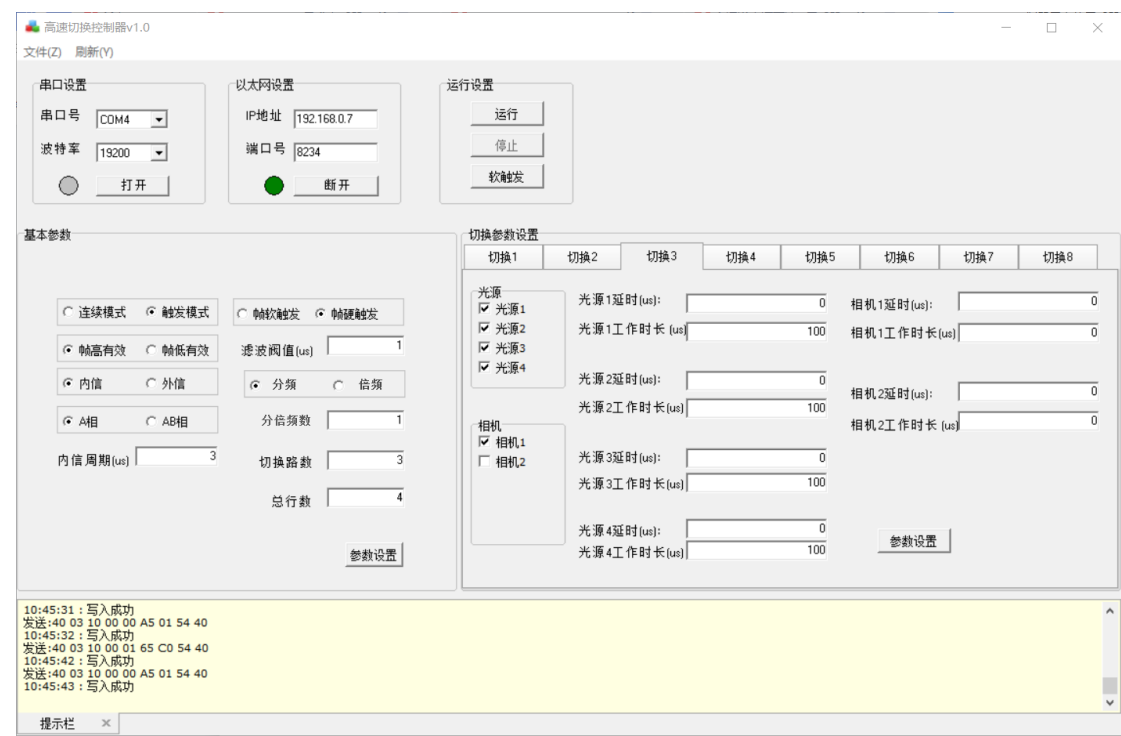 高速切换控制器v1.0
文件(Z) 刷新(Y)
串口设置
串口号 COM4
波特率 19200
打开
以太网设置
IP地址 192.168.0.7
端口号 8234
断开
运行设置
运行
停止
软触发
基本参数
连续模式 触发模式
帧软触发 帧硬触发
帧高有效 帧低有效
滤波阀值(us) 1
内信 外信
分频 倍频
A相 AB相
分倍频数 1
内信周期(us) 3
切换路数 3
总行数 4
参数设置
切换参数设置
切换1 切换2 切换3 切换4 切换5 切换6 切换7 切换8
光源
光源1
光源2
光源3
光源4
相机
相机1
相机2
光源1延时(us): 0
光源1工作时长(us) 100
光源2延时(us): 0
光源2工作时长(us) 100
光源3延时(us): 0
光源3工作时长(us) 100
光源4延时(us): 0
光源4工作时长(us) 100
相机1延时(us): 0
相机1工作时长(us) 0
相机2延时(us): 0
相机2工作时长(us) 0
参数设置
10:45:31 : 写入成功
发送:40 03 10 00 00 A5 01 54 40
10:45:32 : 写入成功
发送:40 03 10 00 01 65 C0 54 40
10:45:42 : 写入成功
发送:40 03 10 00 00 A5 01 54 40
10:45:43 : 写入成功
提示栏